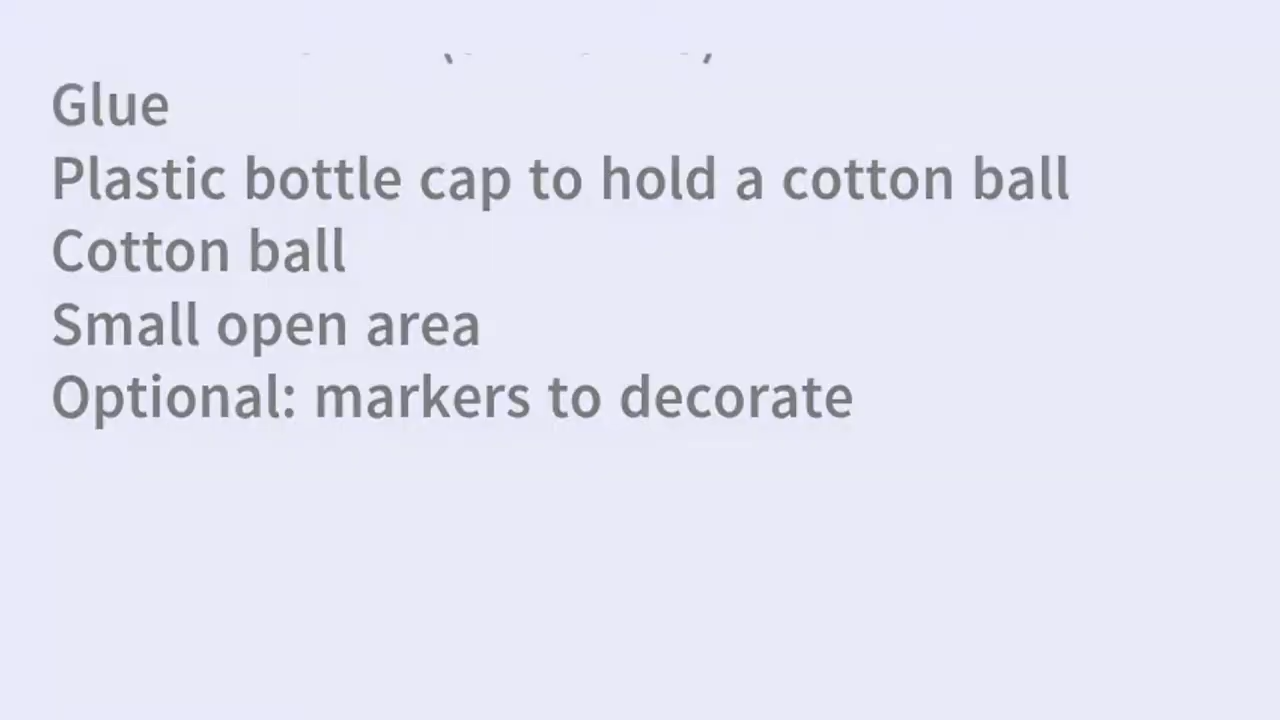 Glue
Plastic bottle cap to hold a cotton ball
Cotton ball
Small open area
Optional: markers to decorate